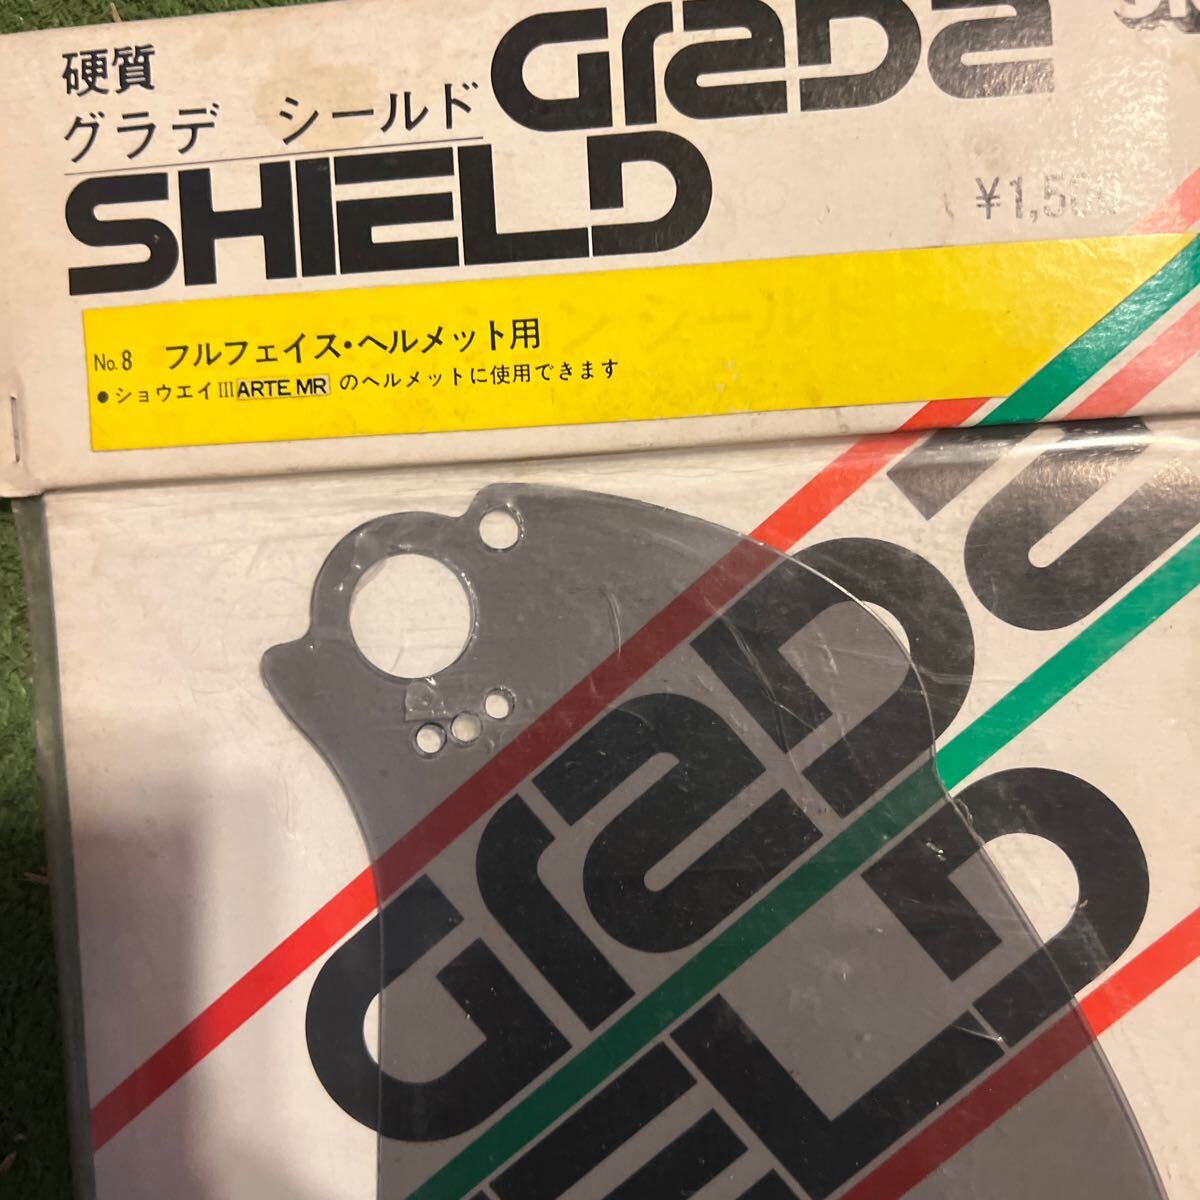 硬質
グラデ シールド
GraDe
SHIELD
¥1,500
No.8 フルフェイス・ヘルメット用
●ショウエイIII ARTE MR のヘルメットに使用できます
GraDe
SHIELD